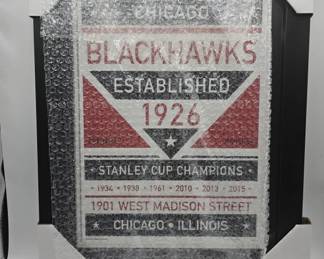 CHICAGO
BLACKHAWKS
ESTABLISHED
1926
STANLEY CUP CHAMPIONS
• 1934 • 1938 • 1961 • 2010 • 2013 • 2015 •
1901 WEST MADISON STREET
CHICAGO • ILLINOIS